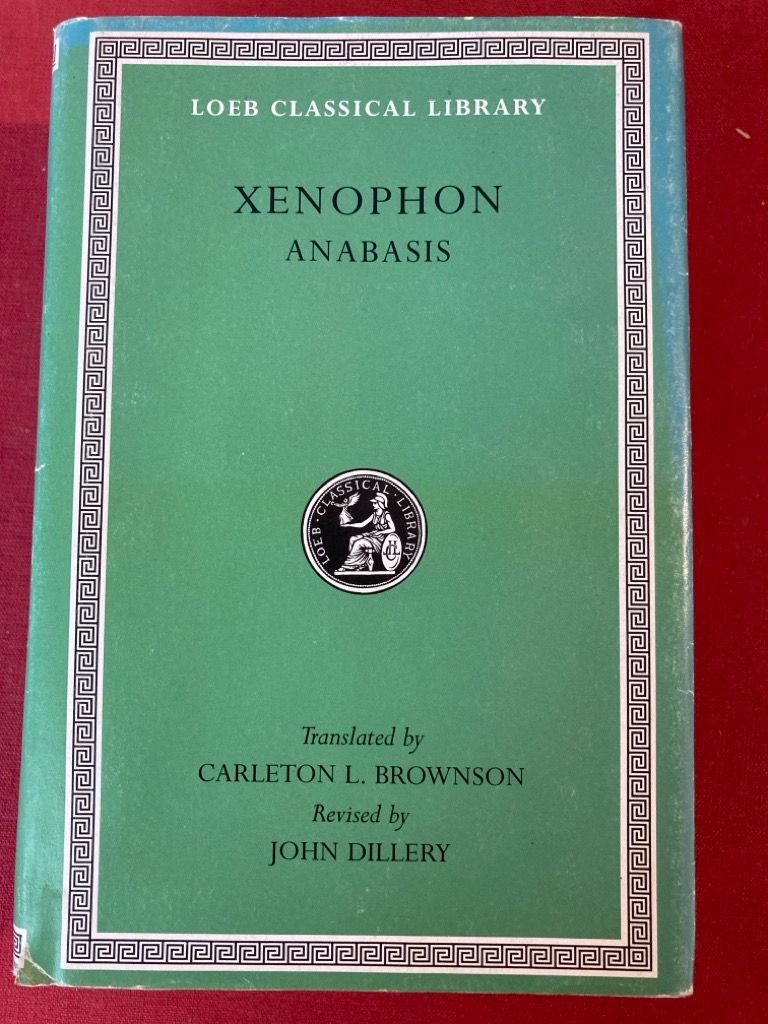 LOEB CLASSICAL LIBRARY
XENOPHON
ANABASIS
LOEB · CLASSICAL · LIBRARY
Translated by
CARLETON L. BROWNSON
Revised by
JOHN DILLERY